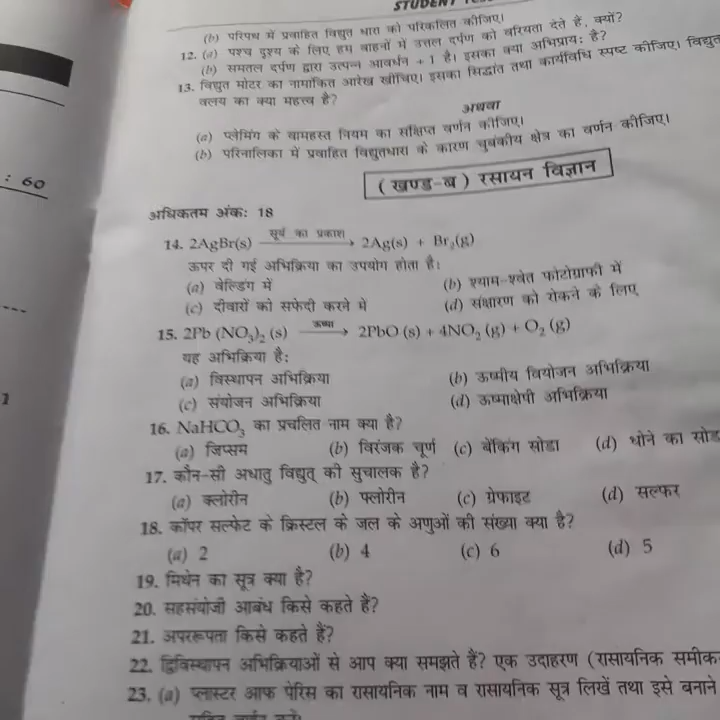 STUDENT
(b) परिपथ में प्रवाहित विद्युत धारा को परिकलित कीजिए।
12. (a) पश्च दृश्य के लिए हम वाहनों में उत्तल दर्पण को वरियता देते हैं, क्यों?
(b) समतल दर्पण द्वारा उत्पन्न आवर्धन + 1 है। इसका क्या अभिप्राय: है?
13. विद्युत मोटर का नामांकित आरेख खींचिए। इसका सिद्धांत तथा कार्यविधि स्पष्ट कीजिए। विद्युत
वलय का क्या महत्व है?
अथवा
(a) फ्लेमिंग के वामहस्त नियम का संक्षिप्त वर्णन कीजिए।
(b) परिनालिका में प्रवाहित विद्युतधारा के कारण चुबंकीय क्षेत्र का वर्णन कीजिए।
: 60
(खण्ड-ब) रसायन विज्ञान
अधिकतम अंक: 18
14. 2AgBr(s) सूर्य का प्रकाश → 2Ag(s) + Br₂(g)
ऊपर दी गई अभिक्रिया का उपयोग होता है।
(a) वेल्डिंग में (b) श्याम-श्वेत फोटोग्राफी में
(c) दीवारों को सफेदी करने में (d) संक्षारण को रोकने के लिए
15. 2Pb (NO₃)₂ (s) ऊष्मा → 2PbO (s) + 4NO₂ (g) + O₂ (g)
यह अभिक्रिया है:
(a) विस्थापन अभिक्रिया (b) ऊष्मीय वियोजन अभिक्रिया
(c) संयोजन अभिक्रिया (d) ऊष्माक्षेपी अभिक्रिया
16. NaHCO₃ का प्रचलित नाम क्या है?
(a) जिप्सम (b) विरंजक चूर्ण (c) बेकिंग सोडा (d) धोने का सोड
17. कौन-सी अधातु विद्युत् की सुचालक है?
(a) क्लोरीन (b) फ्लोरीन (c) ग्रेफाइट (d) सल्फर
18. कॉपर सल्फेट के क्रिस्टल के जल के अणुओं की संख्या क्या है?
(a) 2 (b) 4 (c) 6 (d) 5
19. मिथेन का सूत्र क्या है?
20. सहसंयोजी आबंध किसे कहते हैं?
21. अपररूपता किसे कहते हैं?
22. द्विविस्थापन अभिक्रियाओं से आप क्या समझते हैं? एक उदाहरण (रासायनिक समीक
23. (a) प्लास्टर आफ पेरिस का रासायनिक नाम व रासायनिक सूत्र लिखें तथा इसे बनाने